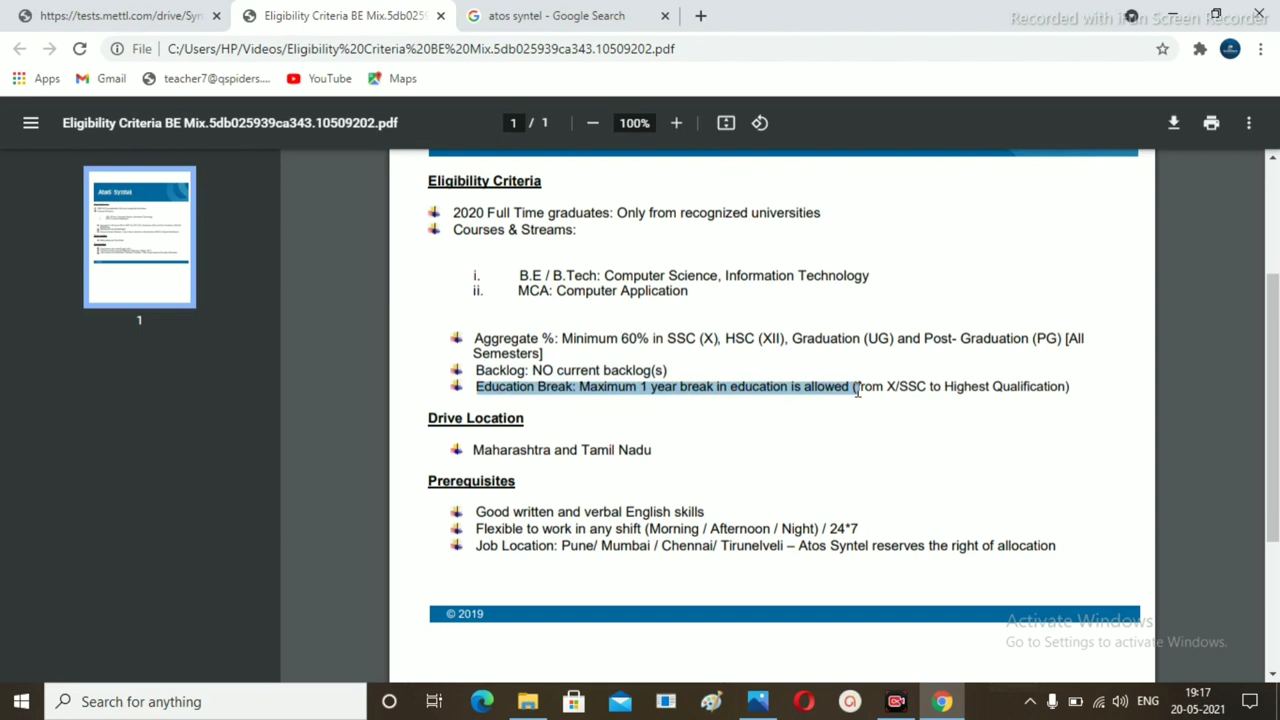 https://tests.mettl.com/drive/Syn
Eligibility Criteria BE Mix.5db025
atos syntel - Google Search
Recorded with iFun Screen Recorder
File
C:/Users/HP/Videos/Eligibility%20Criteria%20BE%20Mix.5db025939ca343.10509202.pdf
Apps
Gmail
teacher7@qspiders....
YouTube
Maps
Eligibility Criteria BE Mix.5db025939ca343.10509202.pdf
1 / 1
100%
Atos Syntel
1
Eligibility Criteria
2020 Full Time graduates: Only from recognized universities
Courses & Streams:
i. B.E / B.Tech: Computer Science, Information Technology
ii. MCA: Computer Application
Aggregate %: Minimum 60% in SSC (X), HSC (XII), Graduation (UG) and Post- Graduation (PG) [All
Semesters]
Backlog: NO current backlog(s)
Education Break: Maximum 1 year break in education is allowed (from X/SSC to Highest Qualification)
Drive Location
Maharashtra and Tamil Nadu
Prerequisites
Good written and verbal English skills
Flexible to work in any shift (Morning / Afternoon / Night) / 24*7
Job Location: Pune/ Mumbai / Chennai/ Tirunelveli – Atos Syntel reserves the right of allocation
© 2019
Activate Windows
Go to Settings to activate Windows.
Search for anything
ENG
19:17
20-05-2021